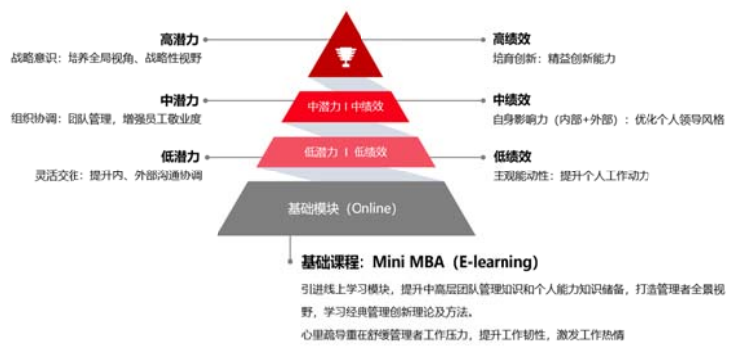 高潜力
战略意识：培养全局视角、战略性视野
高绩效
培育创新：精益创新能力
中潜力
组织协调：团队管理，增强员工敬业度
中潜力 I 中绩效
中绩效
自身影响力（内部+外部）：优化个人领导风格
低潜力
灵活交往：提升内、外部沟通协调
低潜力 I 低绩效
低绩效
主观能动性：提升个人工作动力
基础模块（Online）
基础课程：Mini MBA（E-learning）
引进线上学习模块，提升中高层团队管理知识和个人能力知识储备，打造管理者全景视
野，学习经典管理创新理论及方法。
心里疏导重在舒缓管理者工作压力，提升工作韧性，激发工作热情